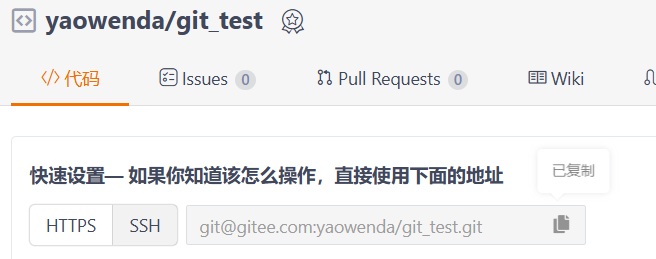 yaowenda/git_test
代码 Issues 0 Pull Requests 0 Wiki
已复制
快速设置— 如果你知道该怎么操作，直接使用下面的地址
HTTPS SSH git@gitee.com:yaowenda/git_test.git